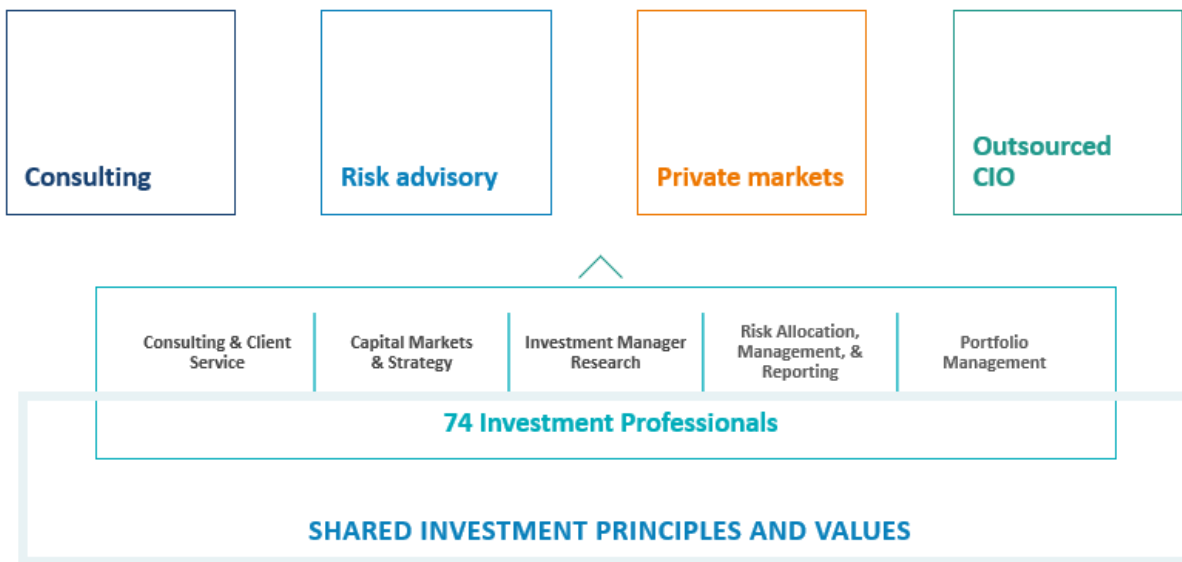 Consulting
Risk advisory
Private markets
Outsourced
CIO
Consulting & Client
Service
Capital Markets
& Strategy
Investment Manager
Research
Risk Allocation,
Management, &
Reporting
Portfolio
Management
74 Investment Professionals
SHARED INVESTMENT PRINCIPLES AND VALUES